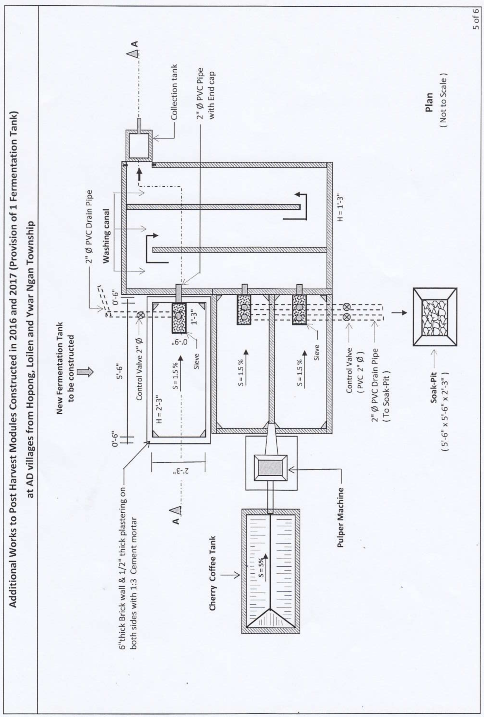 Additional Works to Post Harvest Modules Constructed in 2016 and 2017 (Provision of 1 Fermentation Tank)
at AD villages from Hopong, Loilen and Ywar Ngan Township
New Fermentation Tank
to be constructed
6"thick Brick wall & 1/2" thick plastering on
both sides with 1:3 Cement mortar
0'-6"
5'-6"
0'-6"
2" Ø PVC Drain Pipe
Washing canal
Collection tank
2" Ø PVC Pipe
with End cap
A
A
Control Valve 2" Ø
H = 2'-3"
2'-3"
S = 1.5 %
0'-9"
1'-3"
Sieve
Cherry Coffee Tank
S = 5%
Pulper Machine
S = 1.5 %
S = 1.5 %
Sieve
H = 1'-3"
Control Valve
( PVC 2" Ø )
2" Ø PVC Drain Pipe
( To Soak-Pit )
Soak-Pit
( 5'-6" x 5'-6" x 2'-3" )
Plan
( Not to Scale )
5 of 6